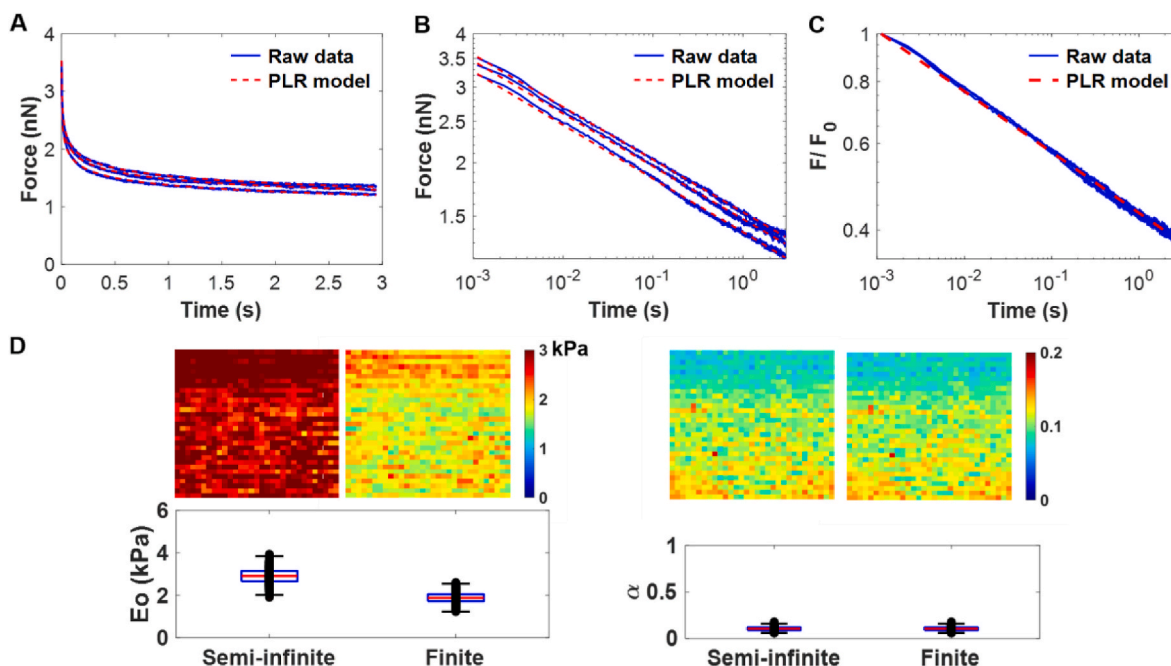 A
4
3
2
1
0
Force (nN)
Raw data
PLR model
0 0.5 1 1.5 2 2.5 3
Time (s)
B
4
3.5
3
2.5
2
1.5
Force (nN)
Raw data
PLR model
10-3 10-2 10-1 100
Time (s)
C
1
0.8
0.6
0.4
F/ F0
Raw data
PLR model
10-3 10-2 10-1 100
Time (s)
D
3 kPa
2
1
0
0.2
0.1
0
6
4
2
0
Eo (kPa)
Semi-infinite Finite
1
0.5
0
α
Semi-infinite Finite